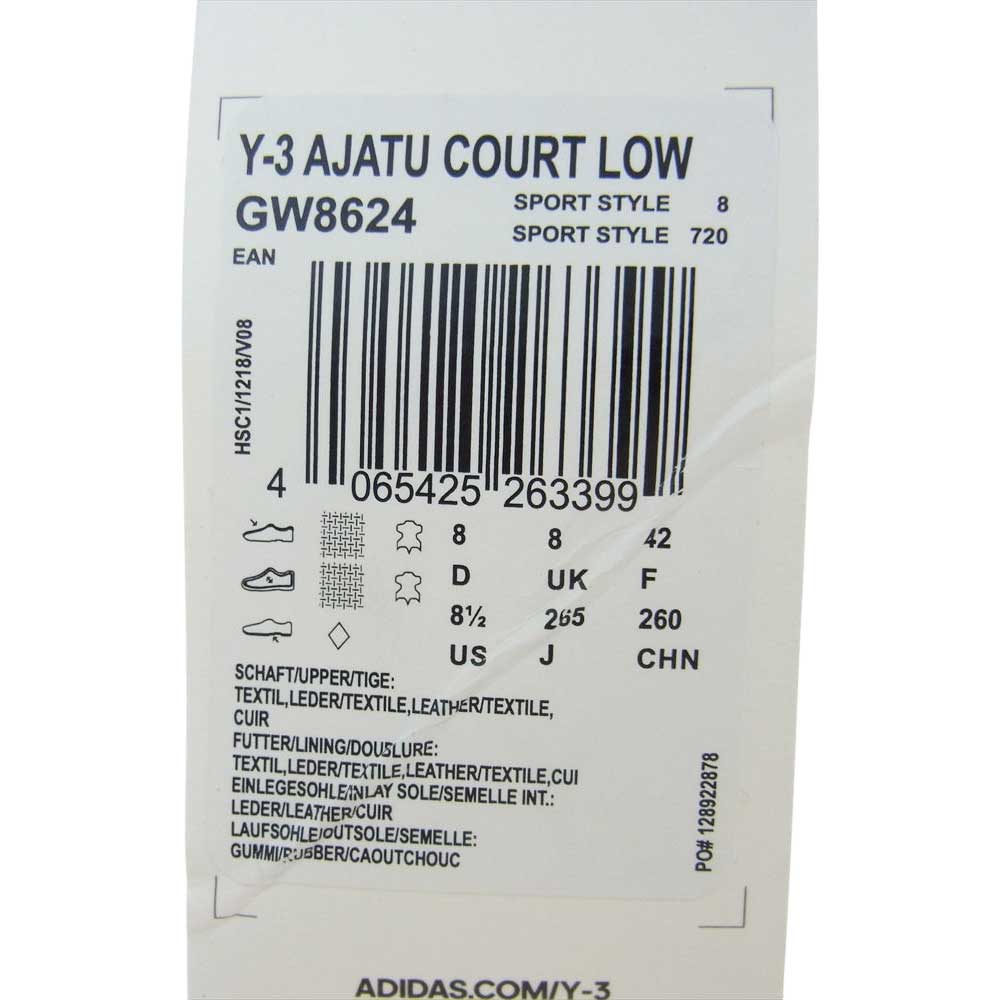 Y-3 AJATU COURT LOW
GW8624
SPORT STYLE 8
SPORT STYLE 720
EAN
HSC1/1218/V08
4 065425 263399
8 8 42
D UK F
8½ 265 260
US J CHN
SCHAFT/UPPER/TIGE:
TEXTIL,LEDER/TEXTILE,LEATHER/TEXTILE,
CUIR
FUTTER/LINING/DOUBLURE:
TEXTIL,LEDER/TEXTILE,LEATHER/TEXTILE,CUI
EINLEGESOHLE/INLAY SOLE/SEMELLE INT.:
LEDER/LEATHER/CUIR
LAUFSOHLE/OUTSOLE/SEMELLE:
GUMMI/RUBBER/CAOUTCHOUC
PO# 128922878
ADIDAS.COM/Y-3